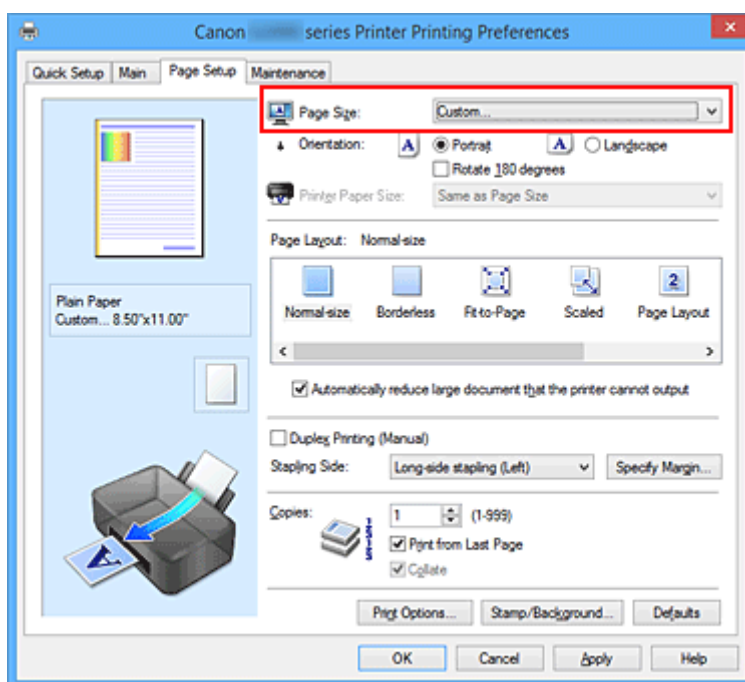 Canon series Printer Printing Preferences
Quick Setup Main Page Setup Maintenance
Page Size: Custom...
Orientation: A Portrait A Landscape
Rotate 180 degrees
Printer Paper Size: Same as Page Size
Page Layout: Normal-size
2
Normal-size Borderless Fit-to-Page Scaled Page Layout
Plain Paper
Custom... 8.50"x11.00"
Automatically reduce large document that the printer cannot output
Duplex Printing (Manual)
Stapling Side: Long-side stapling (Left) Specify Margin...
Copies: 1 (1-999)
Print from Last Page
Collate
A
Print Options... Stamp/Background... Defaults
OK Cancel Apply Help